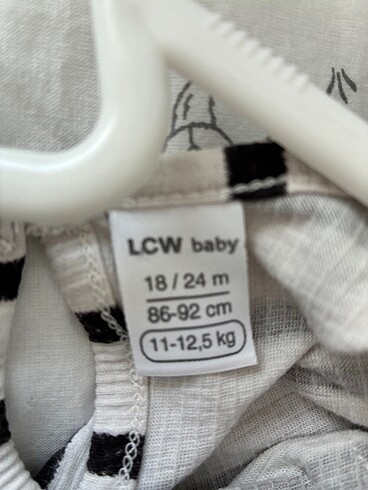 LCW baby
18 / 24 m
86-92 cm
11-12,5 kg